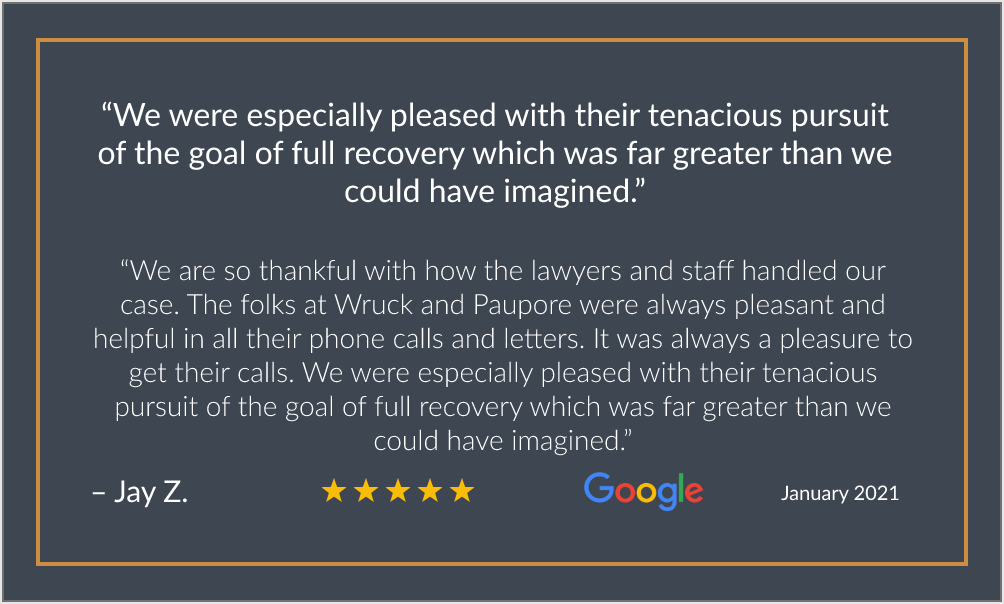 “We were especially pleased with their tenacious pursuit
of the goal of full recovery which was far greater than we
could have imagined.”
“We are so thankful with how the lawyers and staff handled our
case. The folks at Wruck and Paupore were always pleasant and
helpful in all their phone calls and letters. It was always a pleasure to
get their calls. We were especially pleased with their tenacious
pursuit of the goal of full recovery which was far greater than we
could have imagined.”
– Jay Z. Google January 2021